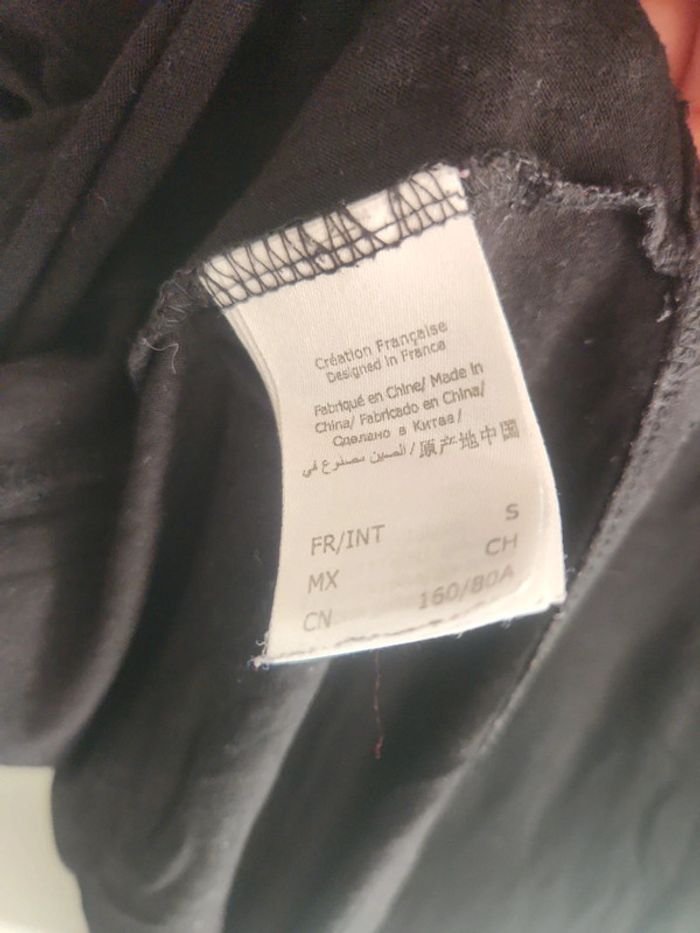 Création Française
Designed in France
Fabriqué en Chine/ Made in
China/ Fabricado en China/
Сделано в Китае/
صنع في الصين / 原产地中国
FR/INT S
MX CH
CN 160/80A